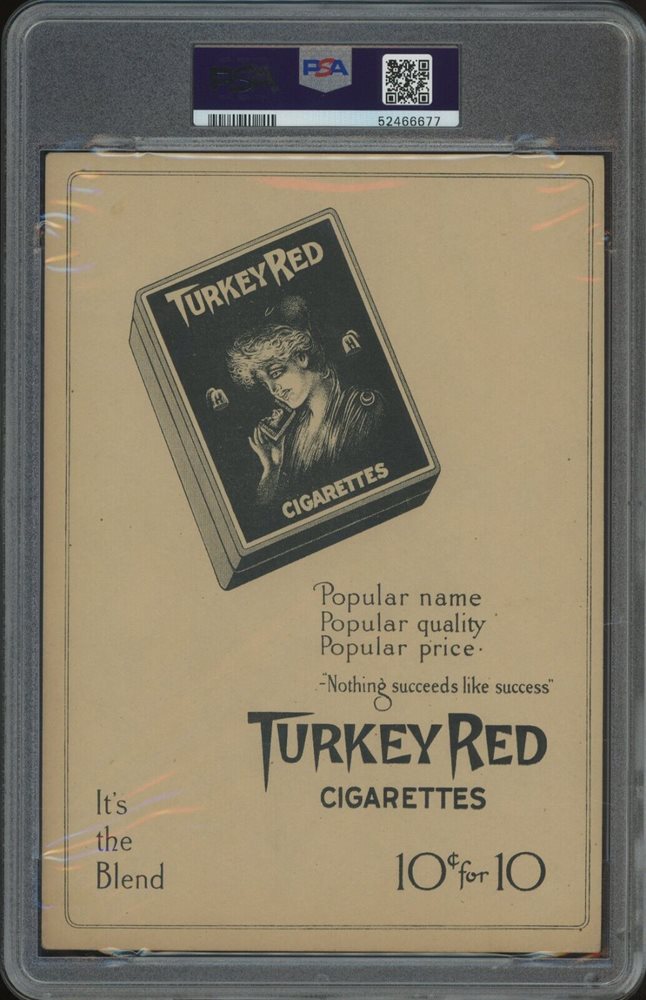 PSA
PSA
52466677
TURKEY RED
CIGARETTES
Popular name
Popular quality
Popular price.
-"Nothing succeeds like success"
TURKEY RED
CIGARETTES
It's
the
Blend
10¢ for 10